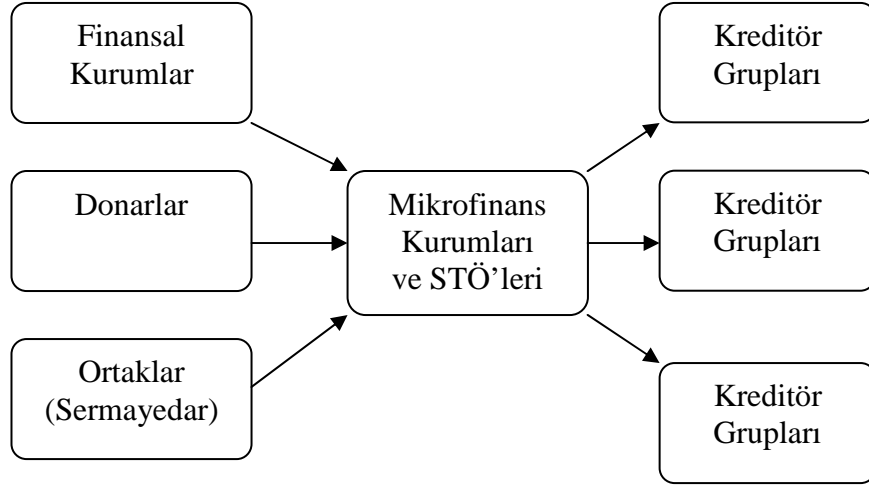 Finansal
Kurumlar
Donarlar
Ortaklar
(Sermayedar)
Mikrofinans
Kurumları
ve STÖ’leri
Kreditör
Grupları
Kreditör
Grupları
Kreditör
Grupları